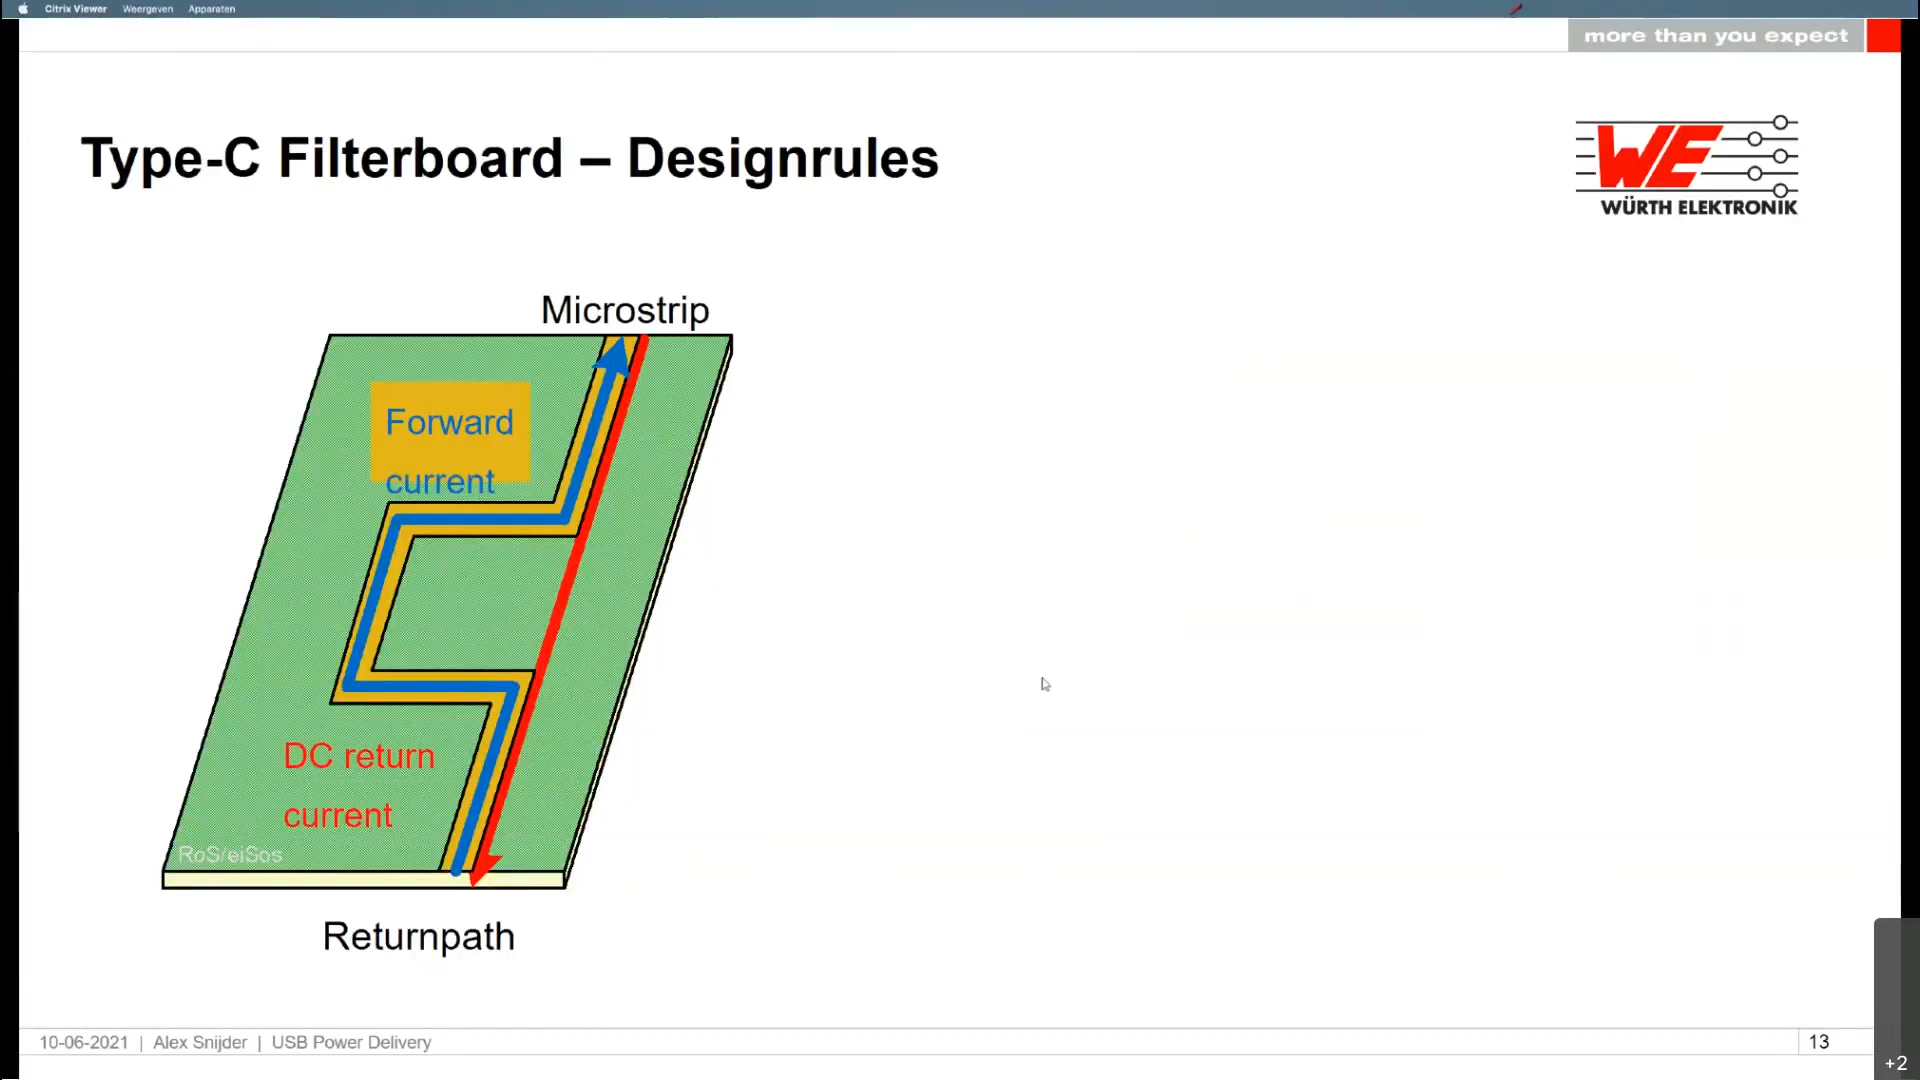 Citrix Viewer Weergeven Apparaten
more than you expect
Type-C Filterboard – Designrules
WE
WÜRTH ELEKTRONIK
Microstrip
Forward
current
DC return
current
RoS/eiSos
Returnpath
10-06-2021 | Alex Snijder | USB Power Delivery
13
+2